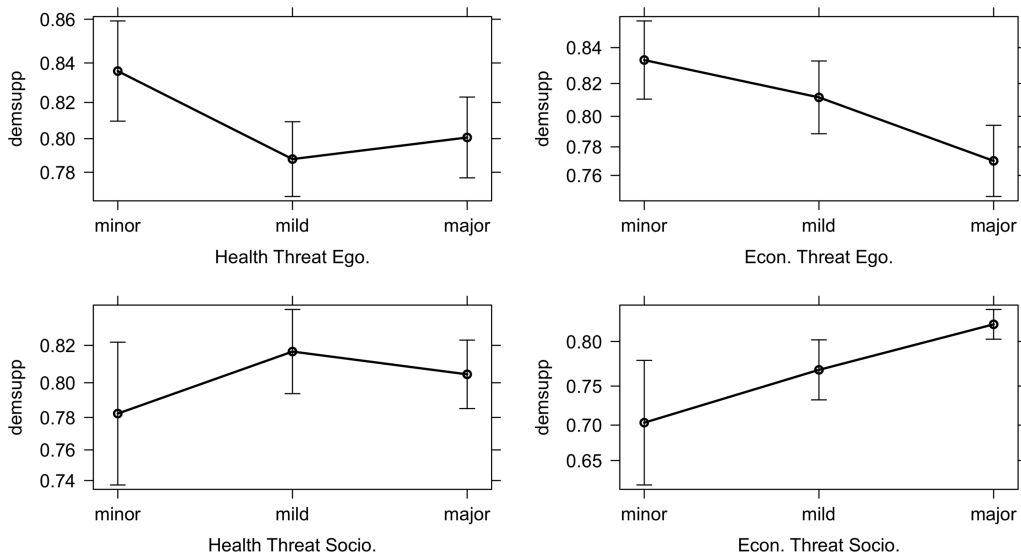 demsupp
0.86
0.84
0.82
0.80
0.78
minor mild major
Health Threat Ego.
demsupp
0.84
0.82
0.80
0.78
0.76
minor mild major
Econ. Threat Ego.
demsupp
0.82
0.80
0.78
0.76
0.74
minor mild major
Health Threat Socio.
demsupp
0.80
0.75
0.70
0.65
minor mild major
Econ. Threat Socio.